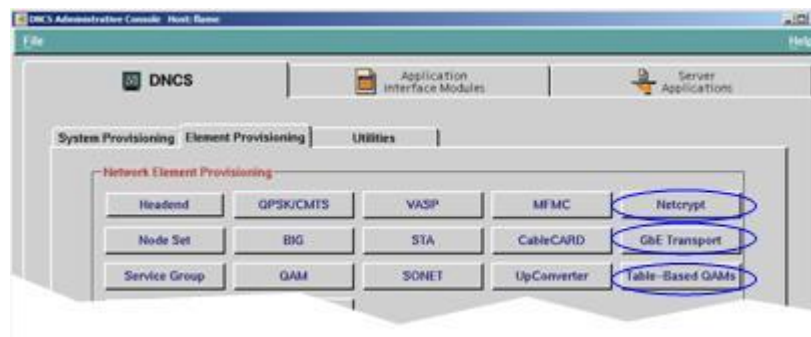 DNCS Administrative Console Host: flame
File Help
DNCS
Application
Interface Modules
Server
Applications
System Provisioning Element Provisioning Utilities
Network Element Provisioning
Headend QPSK/CMTS VASP MFMC Netcrypt
Node Set BIG STA CableCARD GbE Transport
Service Group QAM SONET UpConverter Table-Based QAMs